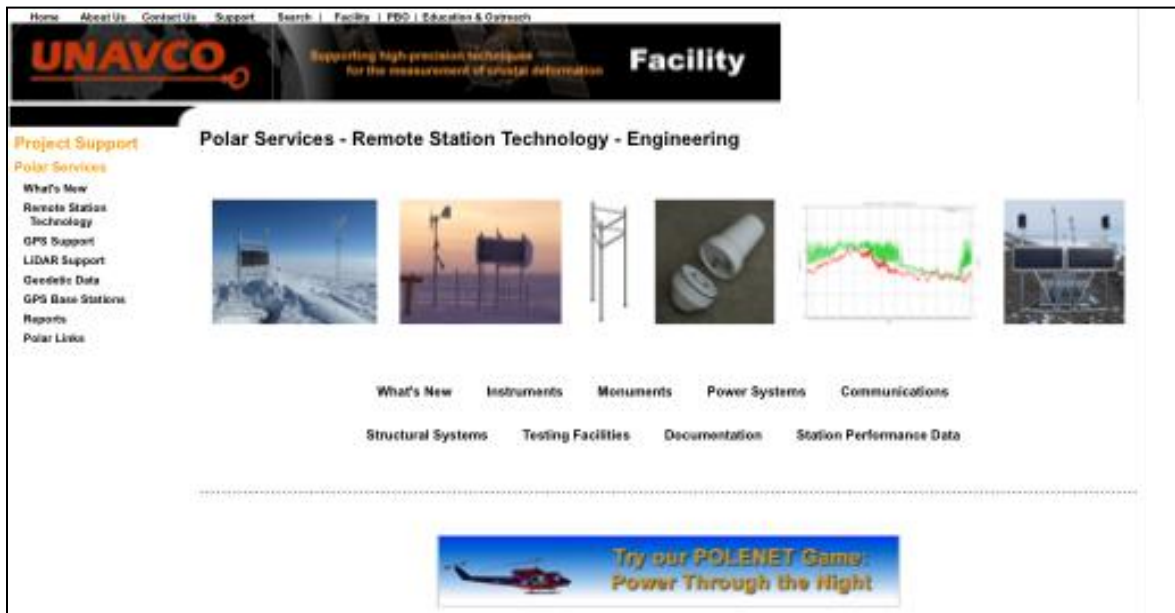 Home About Us Contact Us Support Search | Facility | PBO | Education & Outreach
UNAVCO
Supporting high-precision techniques
for the measurement of crustal deformation
Facility
Polar Services - Remote Station Technology - Engineering
Project Support
Polar Services
What's New
Remote Station
Technology
GPS Support
LiDAR Support
Geodetic Data
GPS Base Stations
Reports
Polar Links
What's New Instruments Monuments Power Systems Communications
Structural Systems Testing Facilities Documentation Station Performance Data
Try our POLENET Game:
Power Through the Night